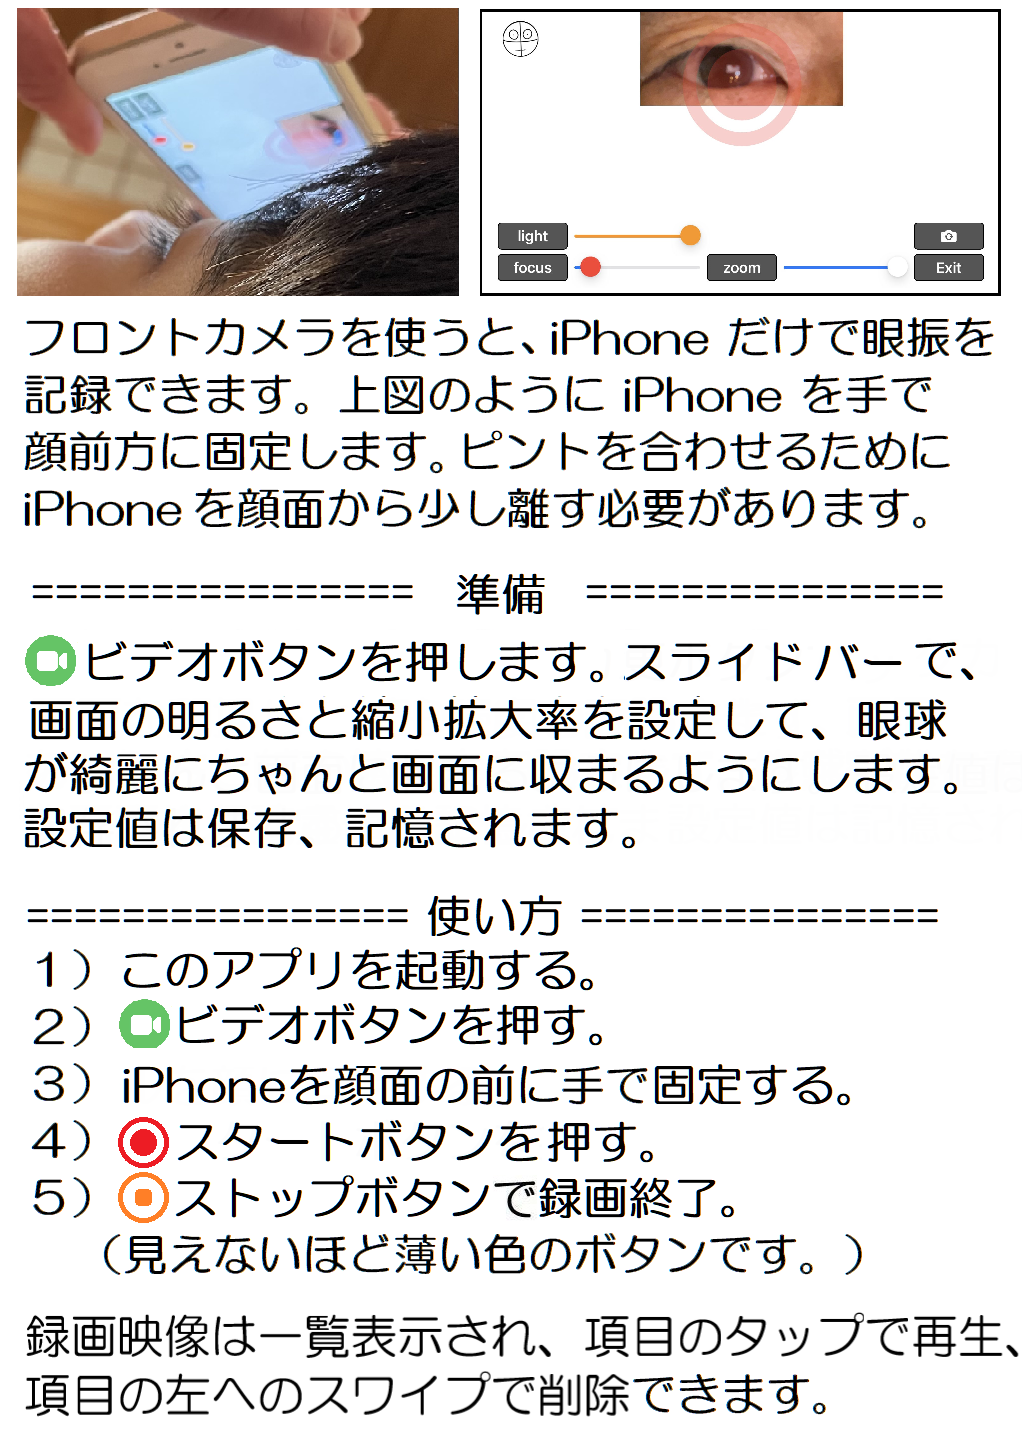 light
focus
zoom
Exit
フロントカメラを使うと、iPhone だけで眼振を
記録できます。上図のように iPhone を手で
顔前方に固定します。ピントを合わせるために
iPhone を顔面から少し離す必要があります。
================ 準備 ===============
ビデオボタンを押します。スライドバーで、
画面の明るさと縮小拡大率を設定して、眼球
が綺麗にちゃんと画面に収まるようにします。
設定値は保存、記憶されます。
================ 使い方 ===============
１）このアプリを起動する。
２）ビデオボタンを押す。
３）iPhoneを顔面の前に手で固定する。
４）スタートボタンを押す。
５）ストップボタンで録画終了。
（見えないほど薄い色のボタンです。）
録画映像は一覧表示され、項目のタップで再生、
項目の左へのスワイプで削除できます。